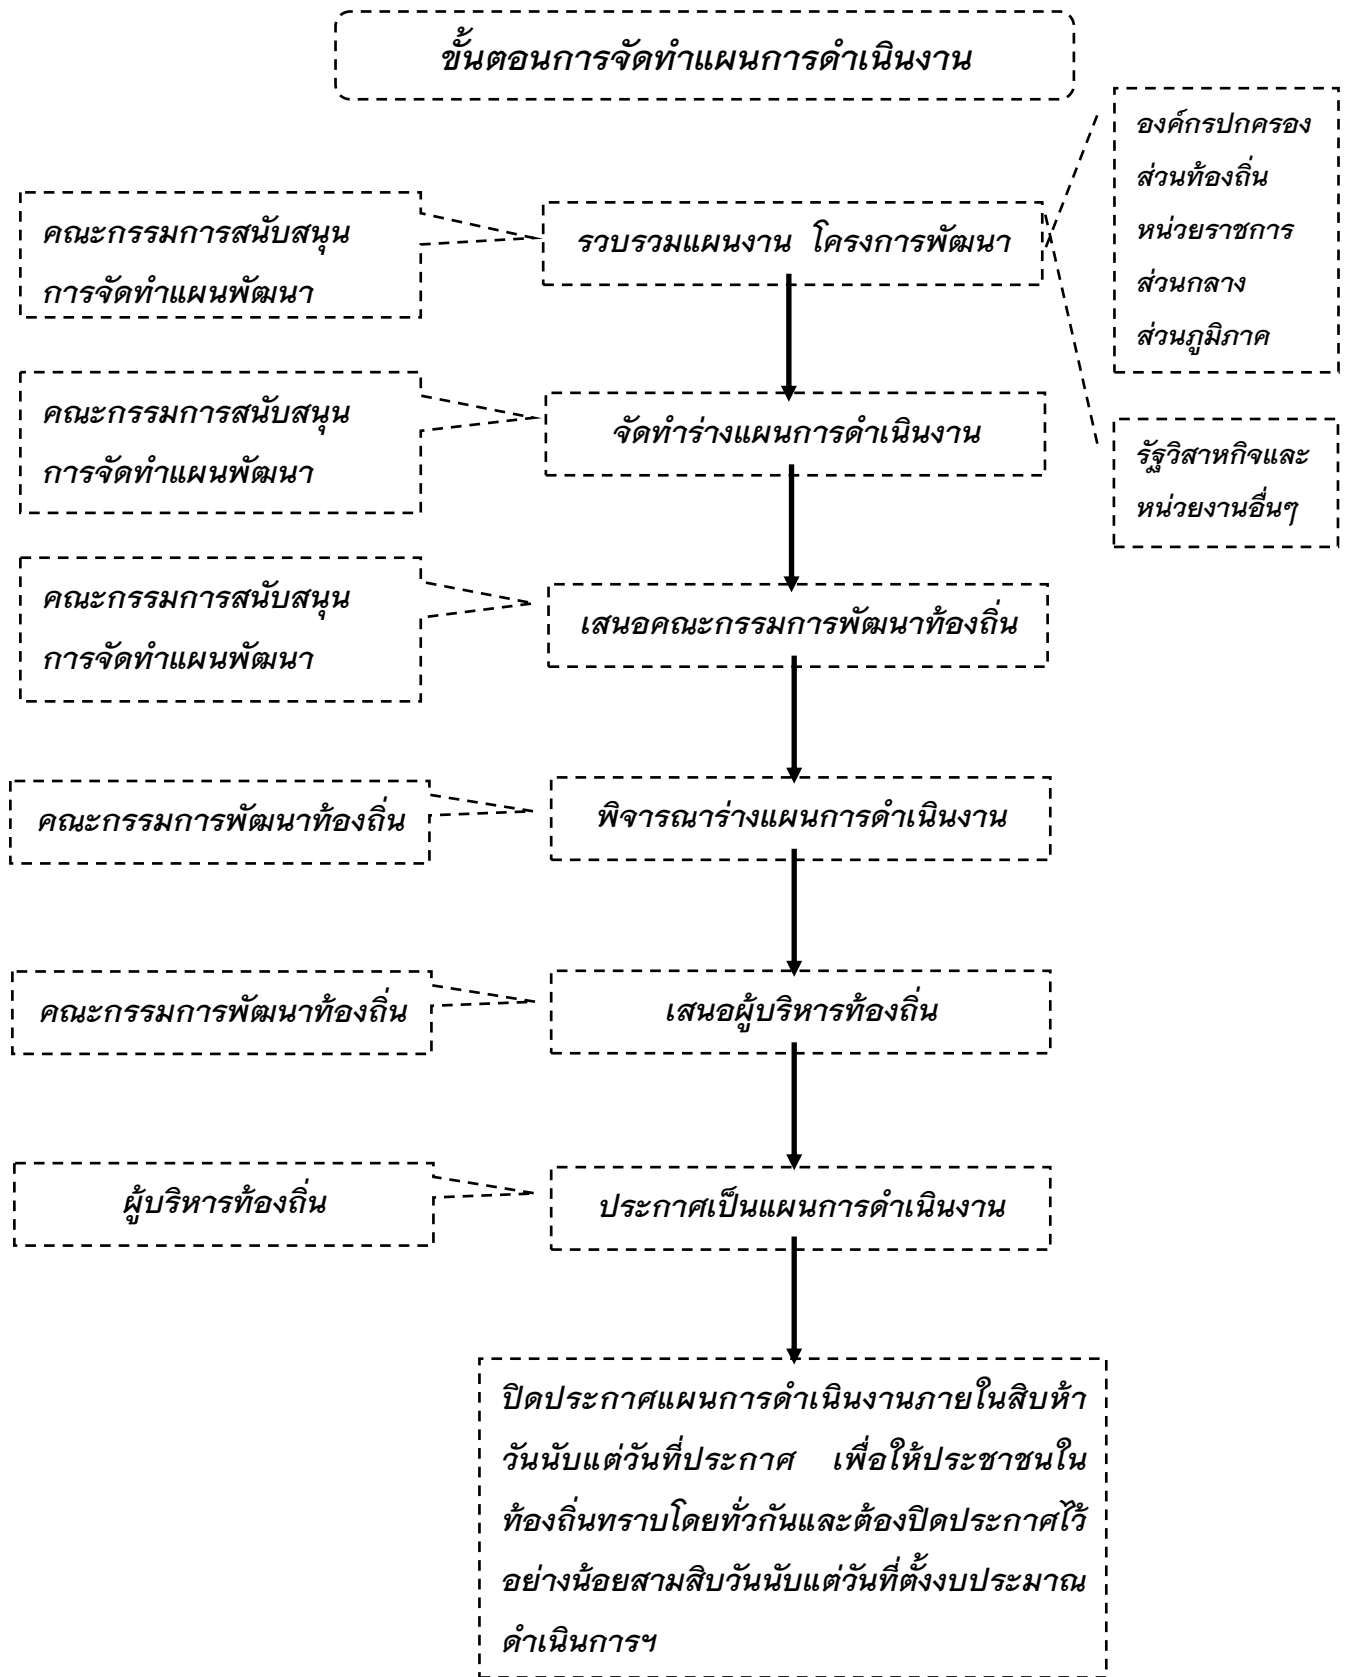 ขั้นตอนการจัดทำแผนการดำเนินงาน
องค์กรปกครอง
ส่วนท้องถิ่น
หน่วยราชการ
ส่วนกลาง
ส่วนภูมิภาค
คณะกรรมการสนับสนุน
การจัดทำแผนพัฒนา
รวบรวมแผนงาน โครงการพัฒนา
คณะกรรมการสนับสนุน
การจัดทำแผนพัฒนา
จัดทำร่างแผนการดำเนินงาน
รัฐวิสาหกิจและ
หน่วยงานอื่นๆ
คณะกรรมการสนับสนุน
การจัดทำแผนพัฒนา
เสนอคณะกรรมการพัฒนาท้องถิ่น
คณะกรรมการพัฒนาท้องถิ่น
พิจารณาร่างแผนการดำเนินงาน
คณะกรรมการพัฒนาท้องถิ่น
เสนอผู้บริหารท้องถิ่น
ผู้บริหารท้องถิ่น
ประกาศเป็นแผนการดำเนินงาน
ปิดประกาศแผนการดำเนินงานภายในสิบห้า
วันนับแต่วันที่ประกาศ เพื่อให้ประชาชนใน
ท้องถิ่นทราบโดยทั่วกันและต้องปิดประกาศไว้
อย่างน้อยสามสิบวันนับแต่วันที่ตั้งงบประมาณ
ดำเนินการฯ